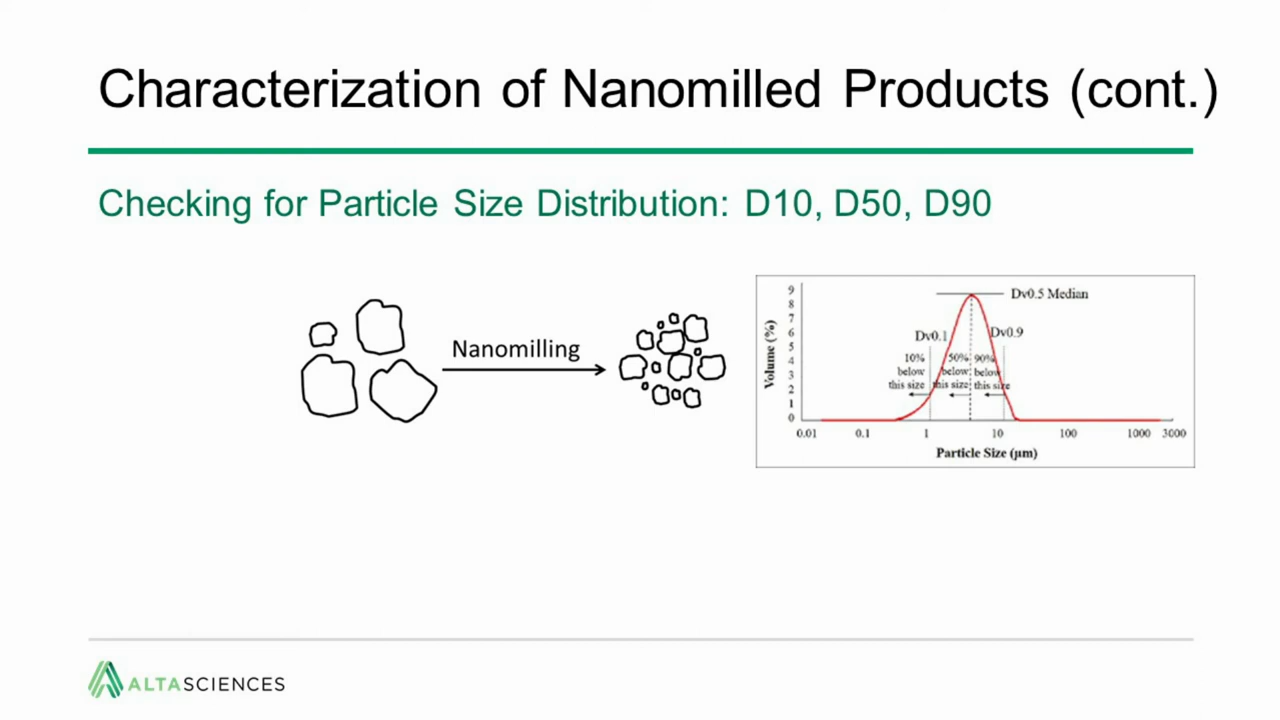 Characterization of Nanomilled Products (cont.)
Checking for Particle Size Distribution: D10, D50, D90
Nanomilling
Dv0.5 Median
Dv0.1
Dv0.9
10%
below
this size
50%
below
this size
90%
below
this size
Volume (%)
9
8
7
6
5
4
3
2
1
0
0.01 0.1 1 10 100 1000 3000
Particle Size (µm)
ALTASCIENCES